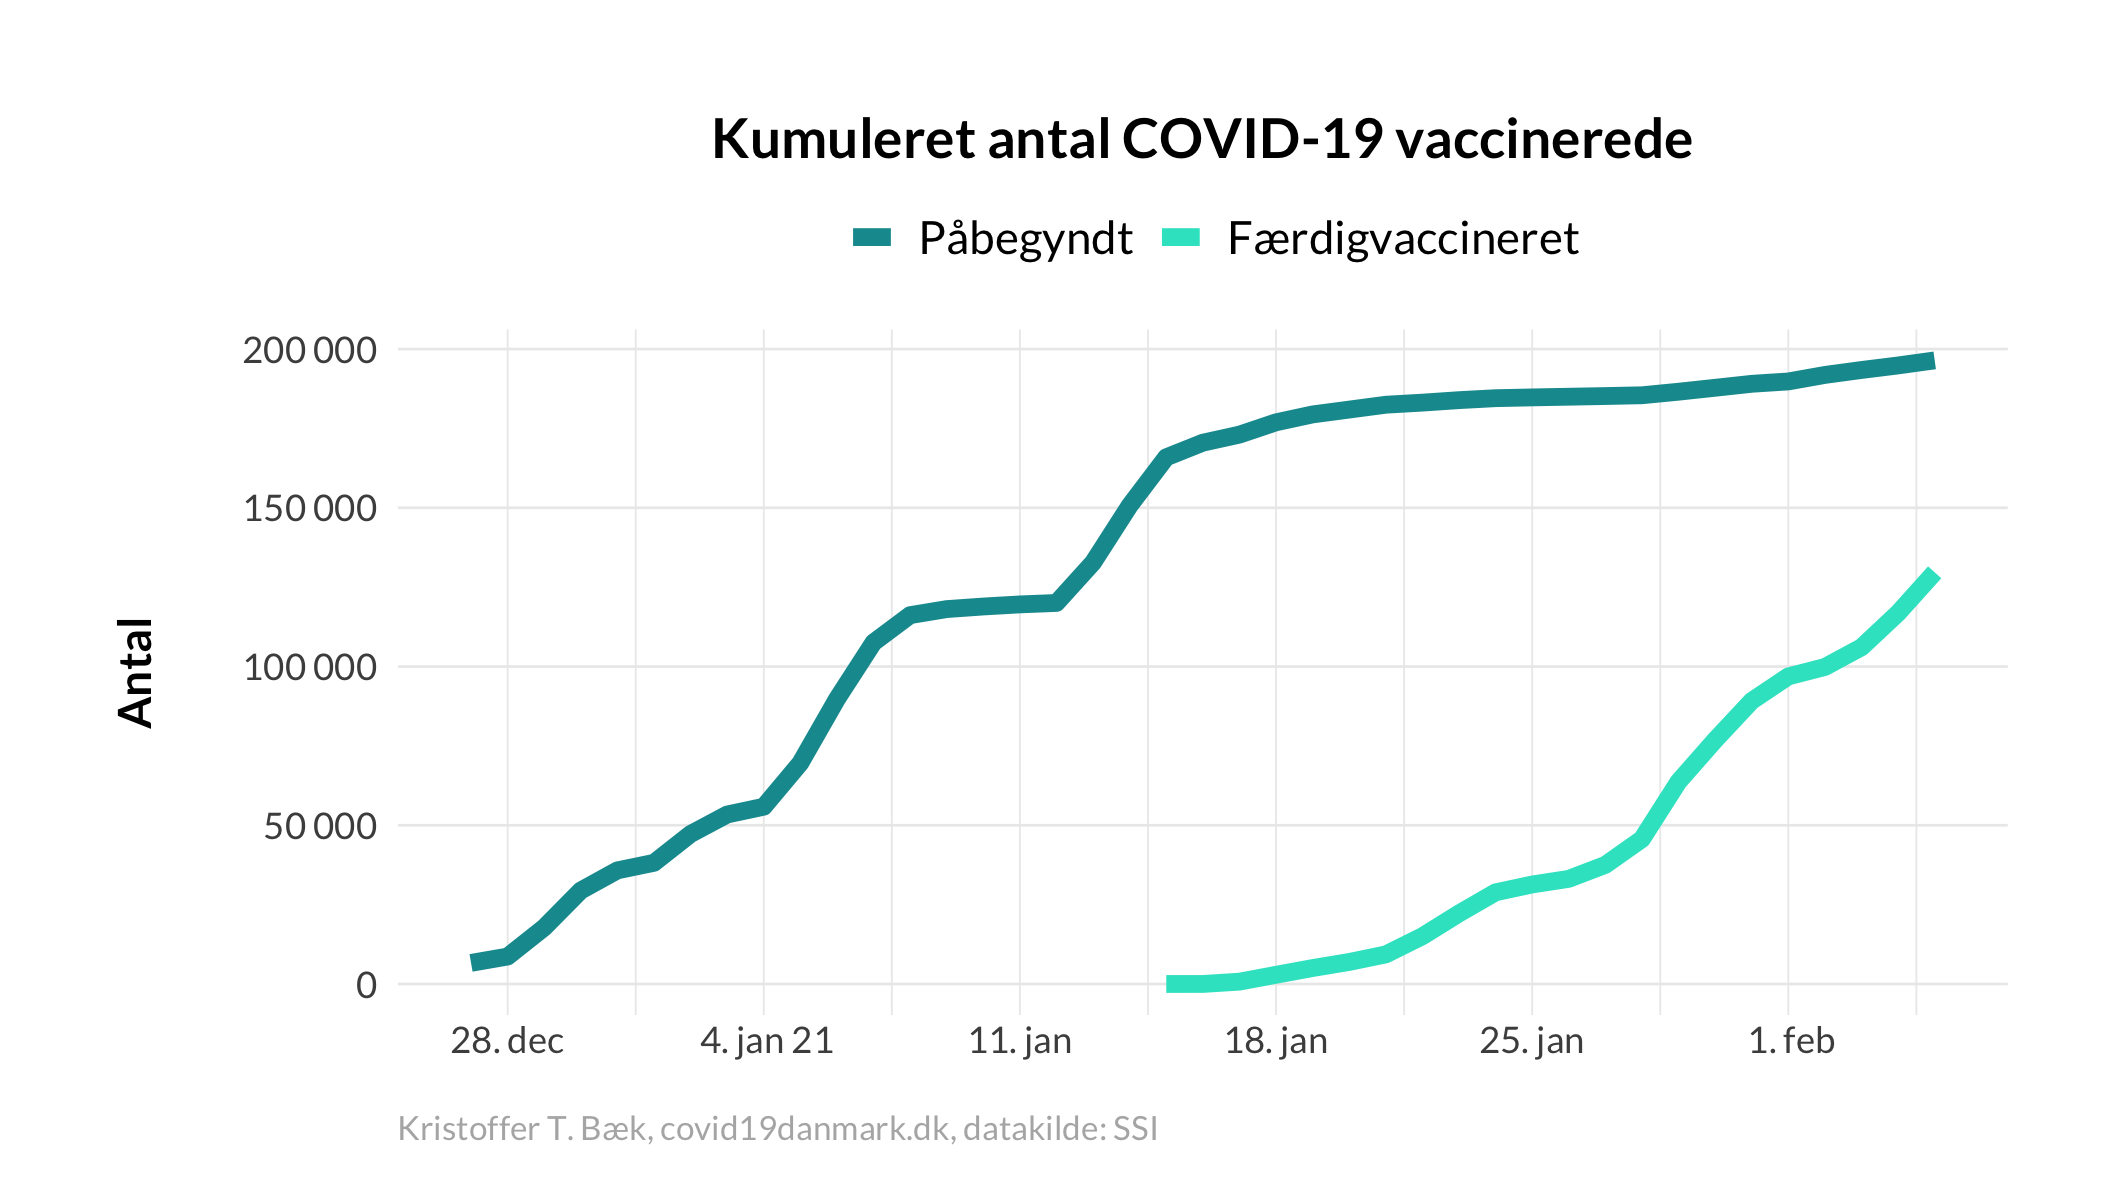 Kumuleret antal COVID-19 vaccinerede
Påbegyndt Færdigvaccineret
Antal
200 000
150 000
100 000
50 000
0
28. dec 4. jan 21 11. jan 18. jan 25. jan 1. feb
Kristoffer T. Bæk, covid19danmark.dk, datakilde: SSI